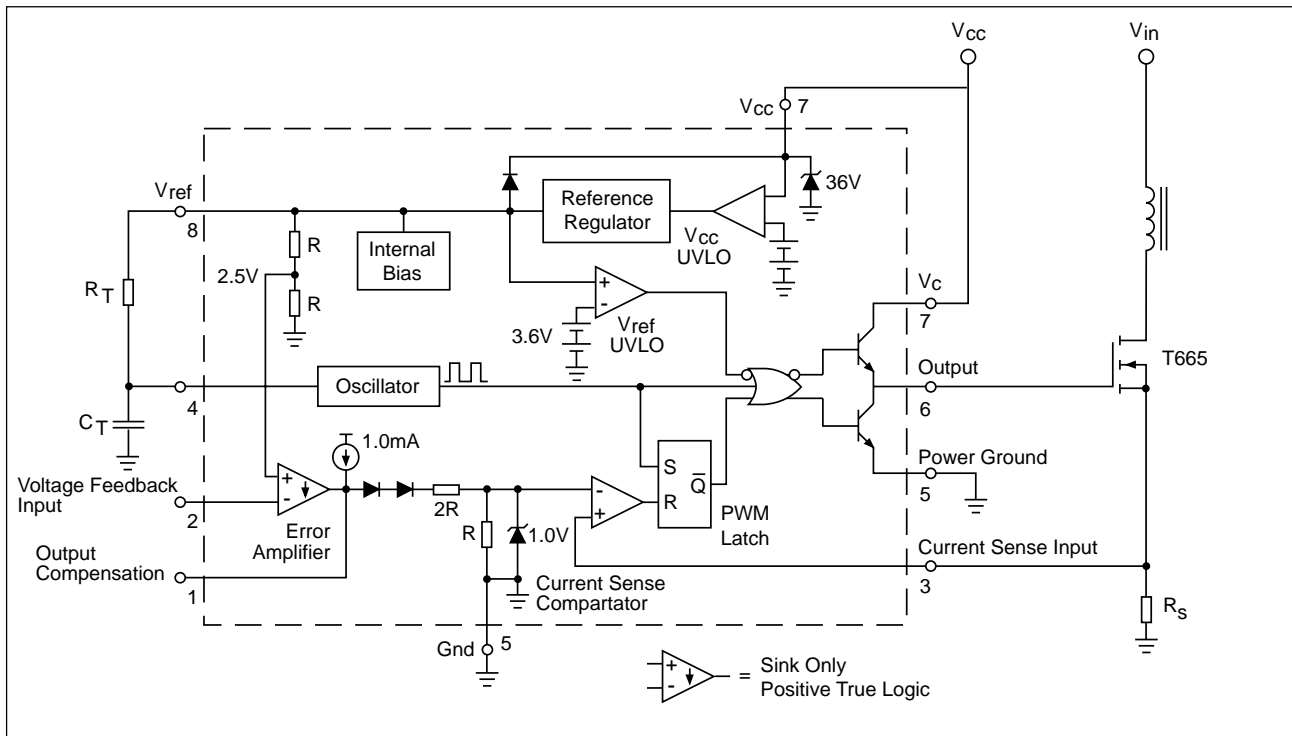 Vcc
Vin
Vcc 7
36V
Vref
8
Reference
Regulator
Vcc
UVLO
Internal
Bias
R
2.5V
R
RT
+
-
3.6V
Vref
UVLO
VC
7
T665
Output
6
Oscillator
4
CT
1.0mA
Power Ground
5
S
Q
R
PWM
Latch
Voltage Feedback
Input
2
+
-
Error
Amplifier
2R
R
1.0V
-
+
Current Sense
Compartator
Current Sense Input
3
Output
Compensation
1
RS
Gnd
5
+
-
= Sink Only
Positive True Logic